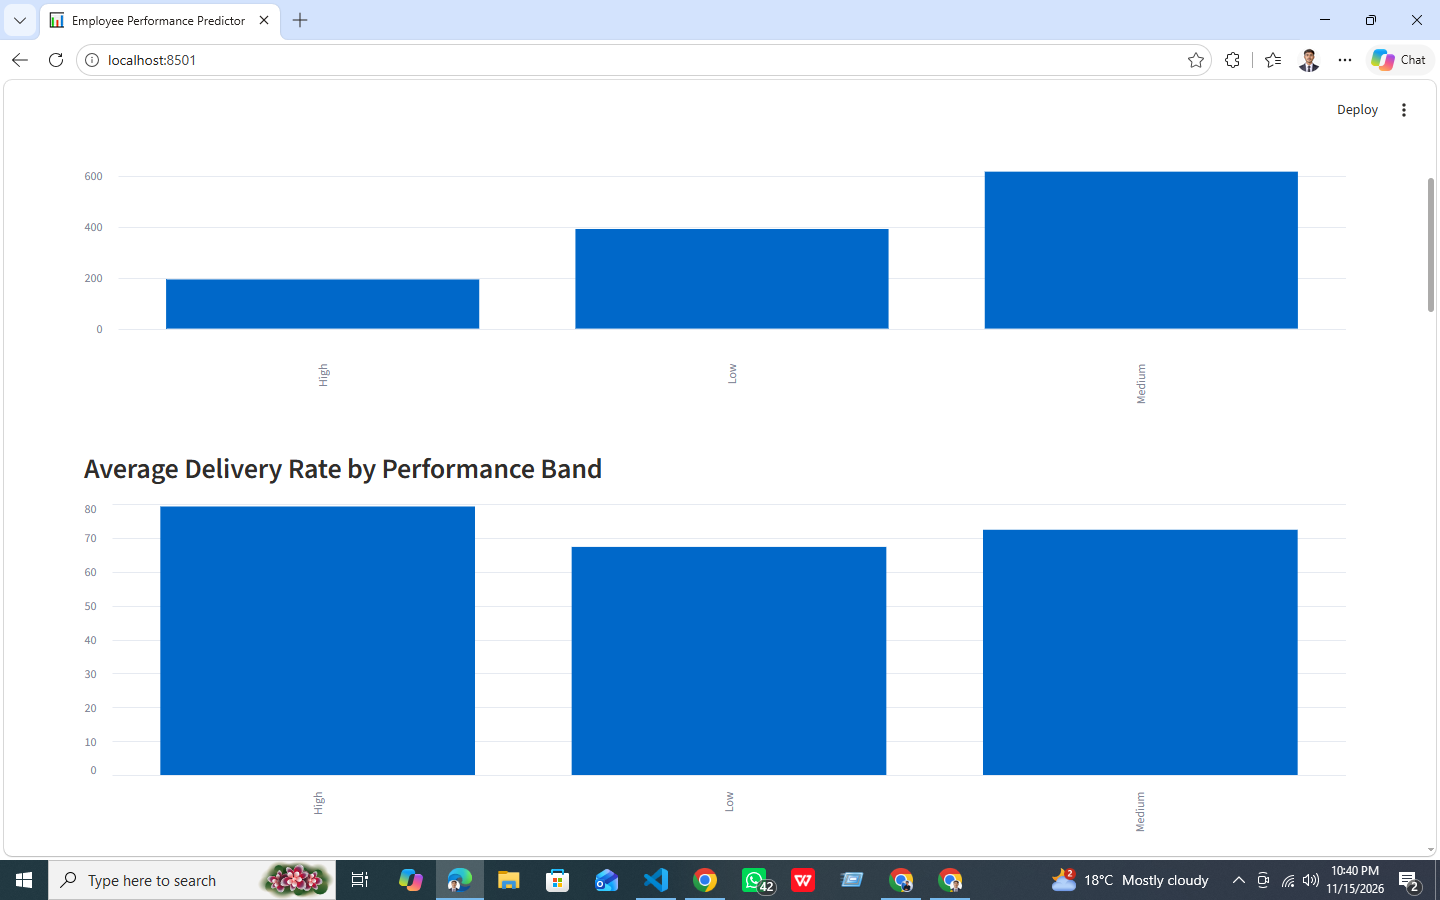 Employee Performance Predictor
localhost:8501
Chat
Deploy
600
400
200
0
High
Low
Medium
Average Delivery Rate by Performance Band
80
70
60
50
40
30
20
10
0
High
Low
Medium
Type here to search
42
2
18°C Mostly cloudy
10:40 PM
11/15/2026
2